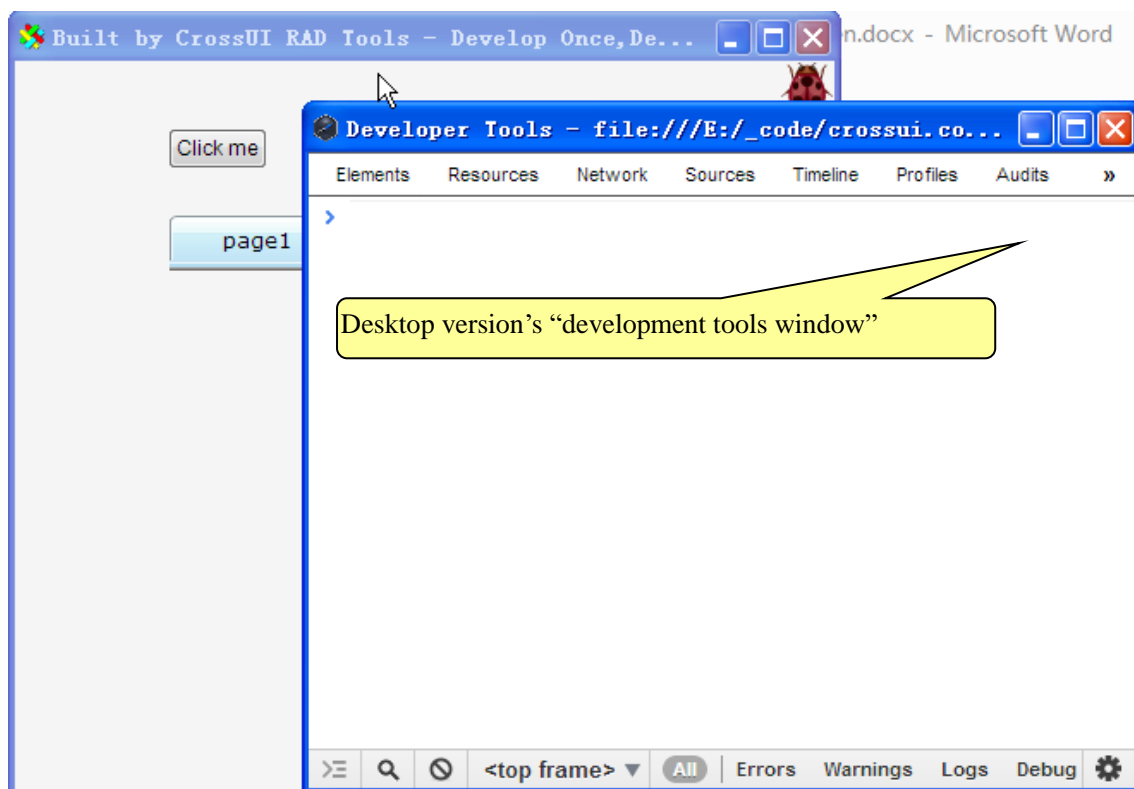 Built by CrossUI RAD Tools - Develop Once,De...
n.docx - Microsoft Word
Click me
Developer Tools - file:///E:/_code/crossui.co...
Elements Resources Network Sources Timeline Profiles Audits »
page1
Desktop version’s “development tools window”
<top frame> All Errors Warnings Logs Debug